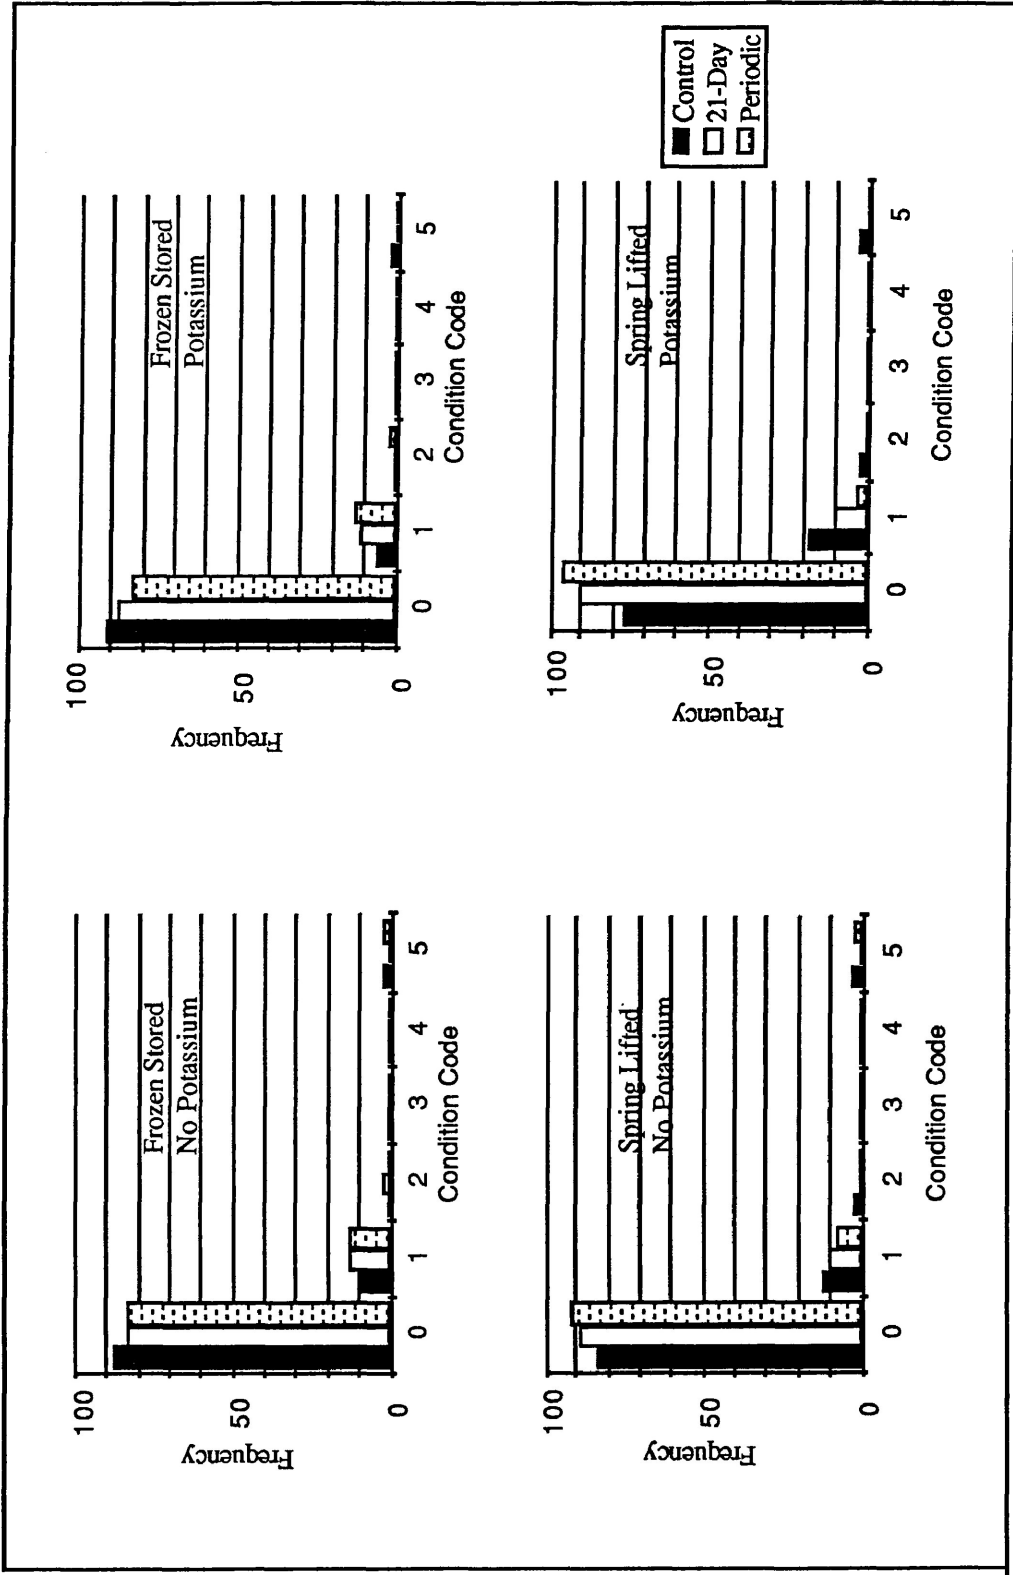 Frozen Stored
No Potassium
Frequency
100
50
0
0 1 2 3 4 5
Condition Code
Frozen Stored
Potassium
Frequency
100
50
0
0 1 2 3 4 5
Condition Code
Spring Lifted
No Potassium
Frequency
100
50
0
0 1 2 3 4 5
Condition Code
Spring Lifted
Potassium
Frequency
100
50
0
0 1 2 3 4 5
Condition Code
Control
21-Day
Periodic